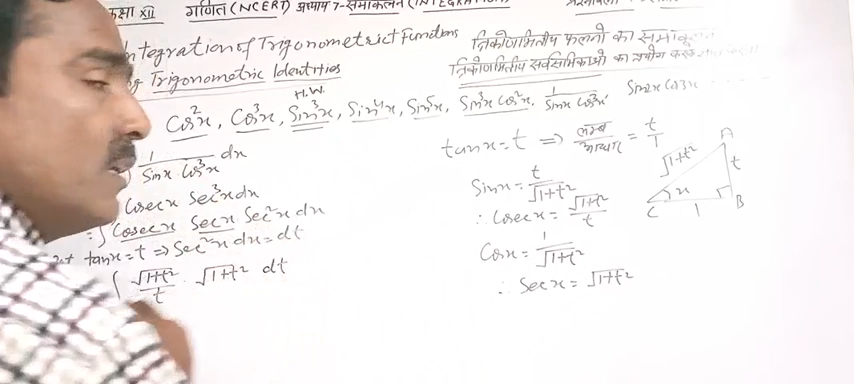 कक्षा XII गणित (NCERT) अध्याय 7-समाकलन (INTEGRATION)
Integration of Trigonometrict Functions त्रिकोणमितीय फलनों का समाकलन
Trigonometric Identities त्रिकोणमितीय सर्वसमिकाओं का प्रयोग
H.W.
Cos²x, Cos³x, Sin³x, Sin⁴x, Sin⁵x, Sin³x Cos²x, 1/(Sinx Cos³x), Sin2x Cos3x
1/(Sinx Cos³x) dx
Cosecx Sec³x dx
= ∫ Cosecx Secx Sec²x dx
tanx=t ⇒ Sec²x dx=dt
∫ √1+t²/t · √1+t² dt
tanx=t ⇒ लम्ब/आधार = t/1
Sinx = t/√1+t²
∴ Cosecx = √1+t²/t
Cosx = 1/√1+t²
∴ Secx = √1+t²
A
√1+t² t
x
C 1 B